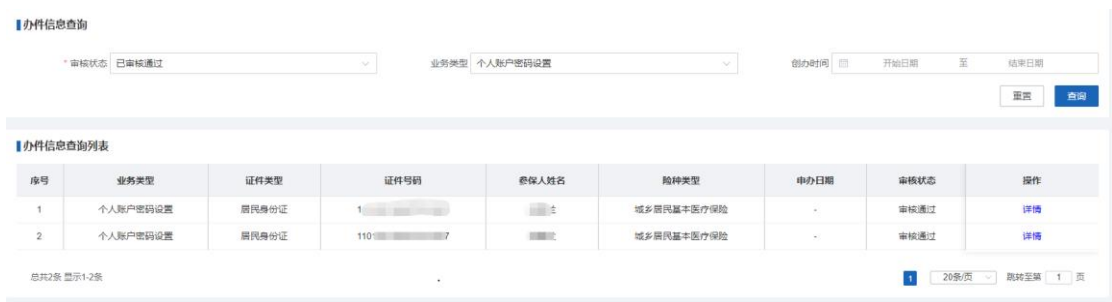 办件信息查询
* 审核状态 已审核通过 业务类型 个人账户密码设置 创办时间 开始日期 至 结束日期
重置 查询
办件信息查询列表
序号 业务类型 证件类型 证件号码 参保人姓名 险种类型 申办日期 审核状态 操作
1 个人账户密码设置 居民身份证 1 城乡居民基本医疗保险 - 审核通过 详情
2 个人账户密码设置 居民身份证 110 7 城乡居民基本医疗保险 - 审核通过 详情
总共2条 显示1-2条 1 20条/页 跳转至第 1 页